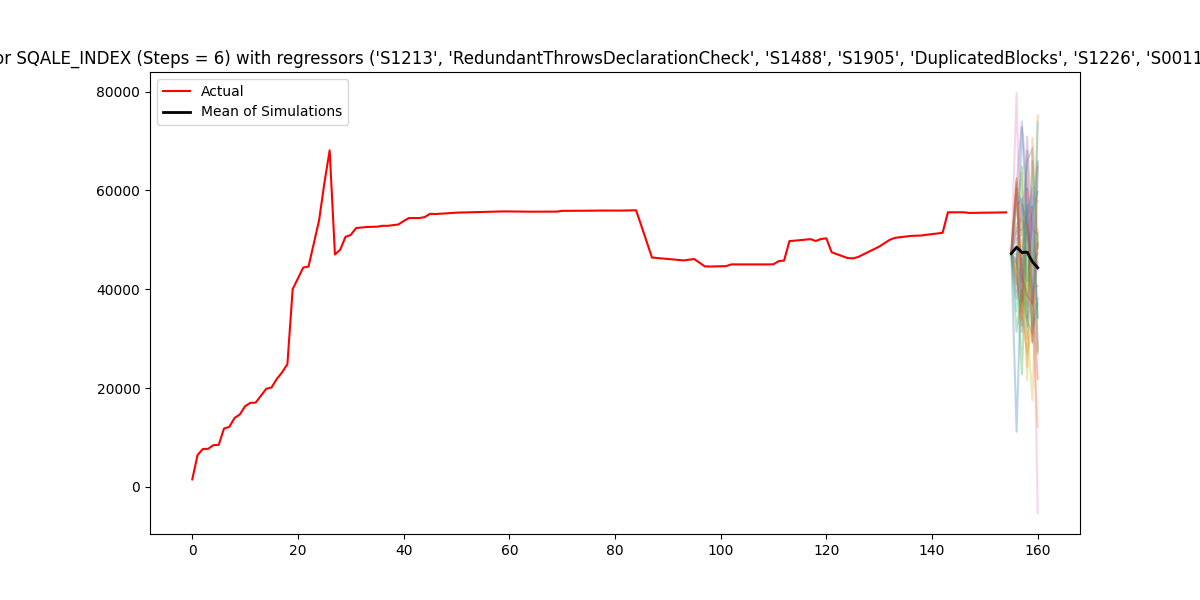 or SQALE_INDEX (Steps = 6) with regressors ('S1213', 'RedundantThrowsDeclarationCheck', 'S1488', 'S1905', 'DuplicatedBlocks', 'S1226', 'S0011
Actual
Mean of Simulations
80000
60000
40000
20000
0
0 20 40 60 80 100 120 140 160